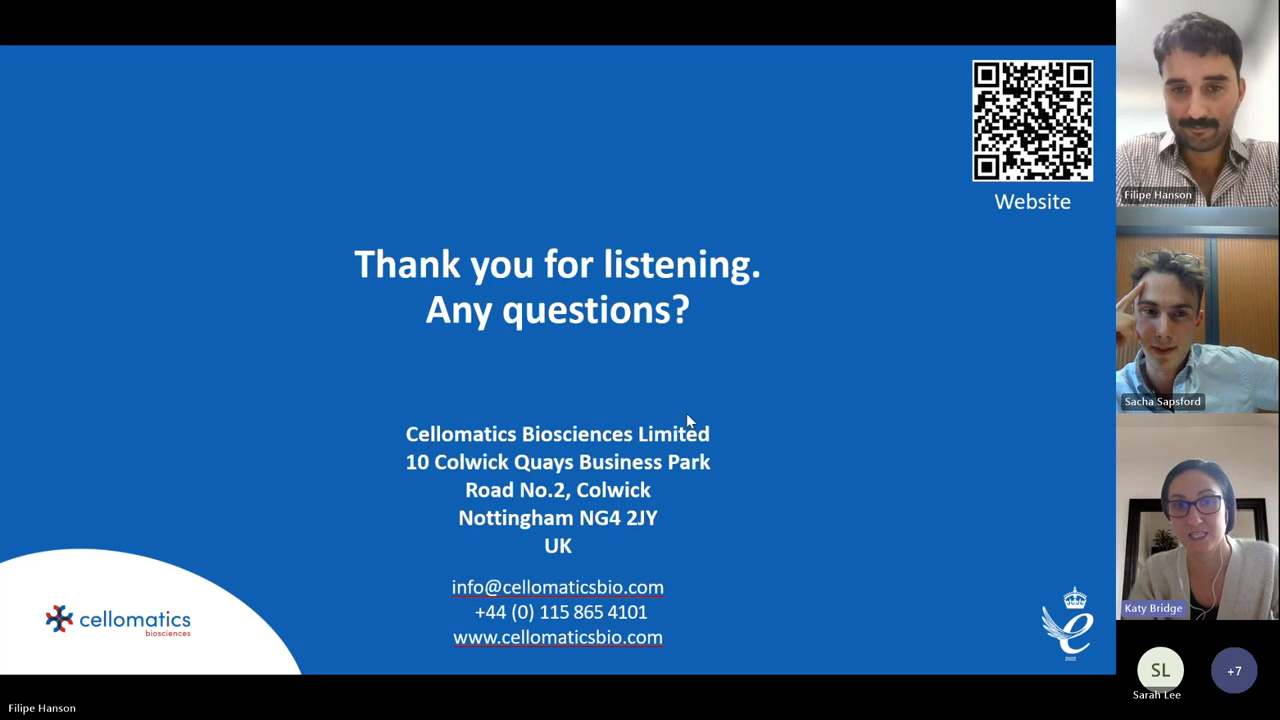 Website
Thank you for listening.
Any questions?
Cellomatics Biosciences Limited
10 Colwick Quays Business Park
Road No.2, Colwick
Nottingham NG4 2JY
UK
info@cellomaticsbio.com
+44 (0) 115 865 4101
www.cellomaticsbio.com
cellomatics
biosciences
2022
Filipe Hanson
Sacha Sapsford
Katy Bridge
SL
Sarah Lee
+7
Filipe Hanson